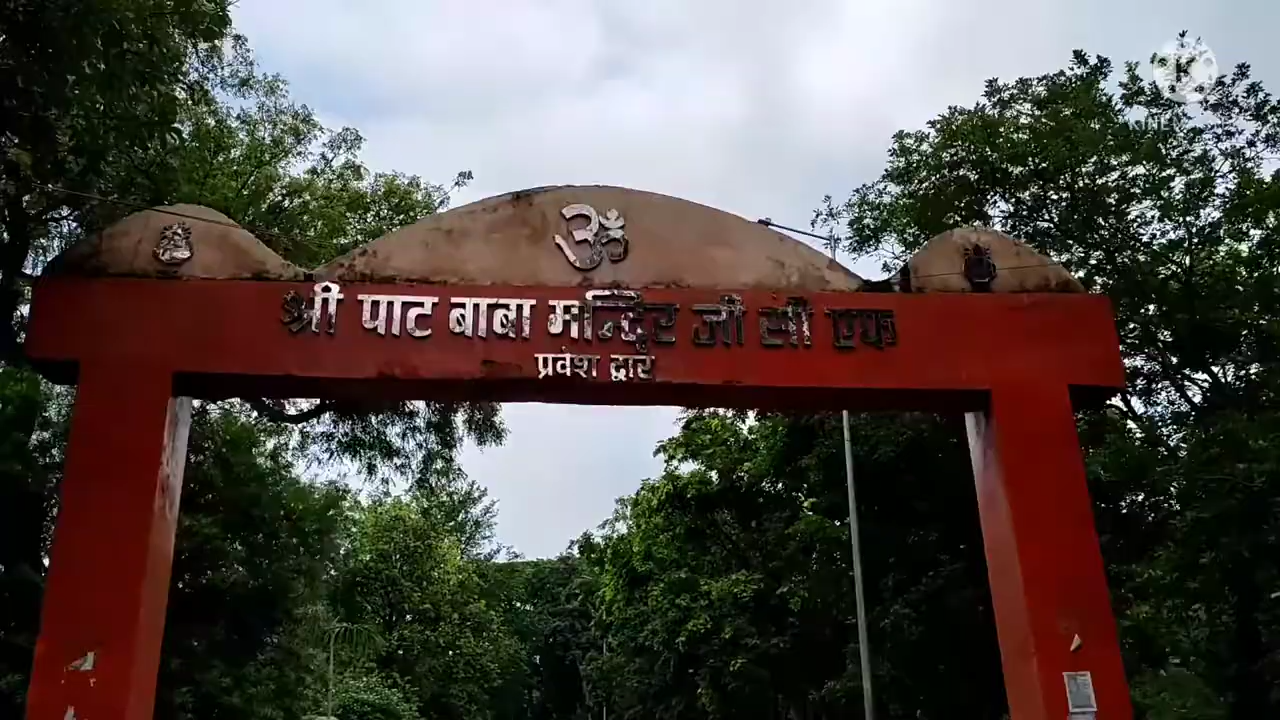 ॐ
श्री पाट बाबा मन्दिर जी सी एफ
प्रवेश द्वार
K